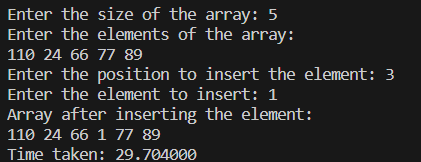 Enter the size of the array: 5
Enter the elements of the array:
110 24 66 77 89
Enter the position to insert the element: 3
Enter the element to insert: 1
Array after inserting the element:
110 24 66 1 77 89
Time taken: 29.704000